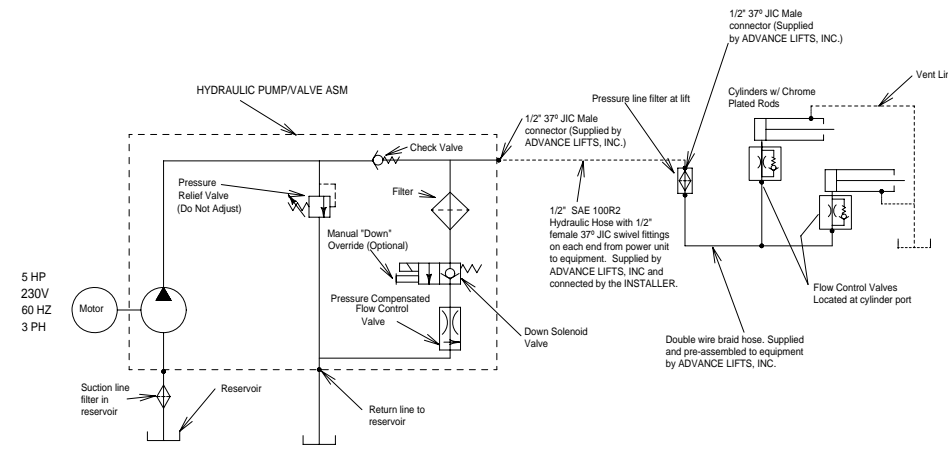 1/2" 37º JIC Male
connector (Supplied
by ADVANCE LIFTS, INC.)
Vent Lin
HYDRAULIC PUMP/VALVE ASM
Pressure line filter at lift
Cylinders w/ Chrome
Plated Rods
1/2" 37º JIC Male
connector (Supplied by
ADVANCE LIFTS, INC.)
Check Valve
Pressure
Relief Valve
(Do Not Adjust)
Filter
1/2" SAE 100R2
Hydraulic Hose with 1/2"
female 37º JIC swivel fittings
on each end from power unit
to equipment. Supplied by
ADVANCE LIFTS, INC and
connected by the INSTALLER.
Manual "Down"
Override (Optional)
5 HP
230V
60 HZ
3 PH
Motor
Pressure Compensated
Flow Control
Valve
Down Solenoid
Valve
Flow Control Valves
Located at cylinder port
Double wire braid hose. Supplied
and pre-assembled to equipment
by ADVANCE LIFTS, INC.
Suction line
filter in
reservoir
Reservoir
Return line to
reservoir